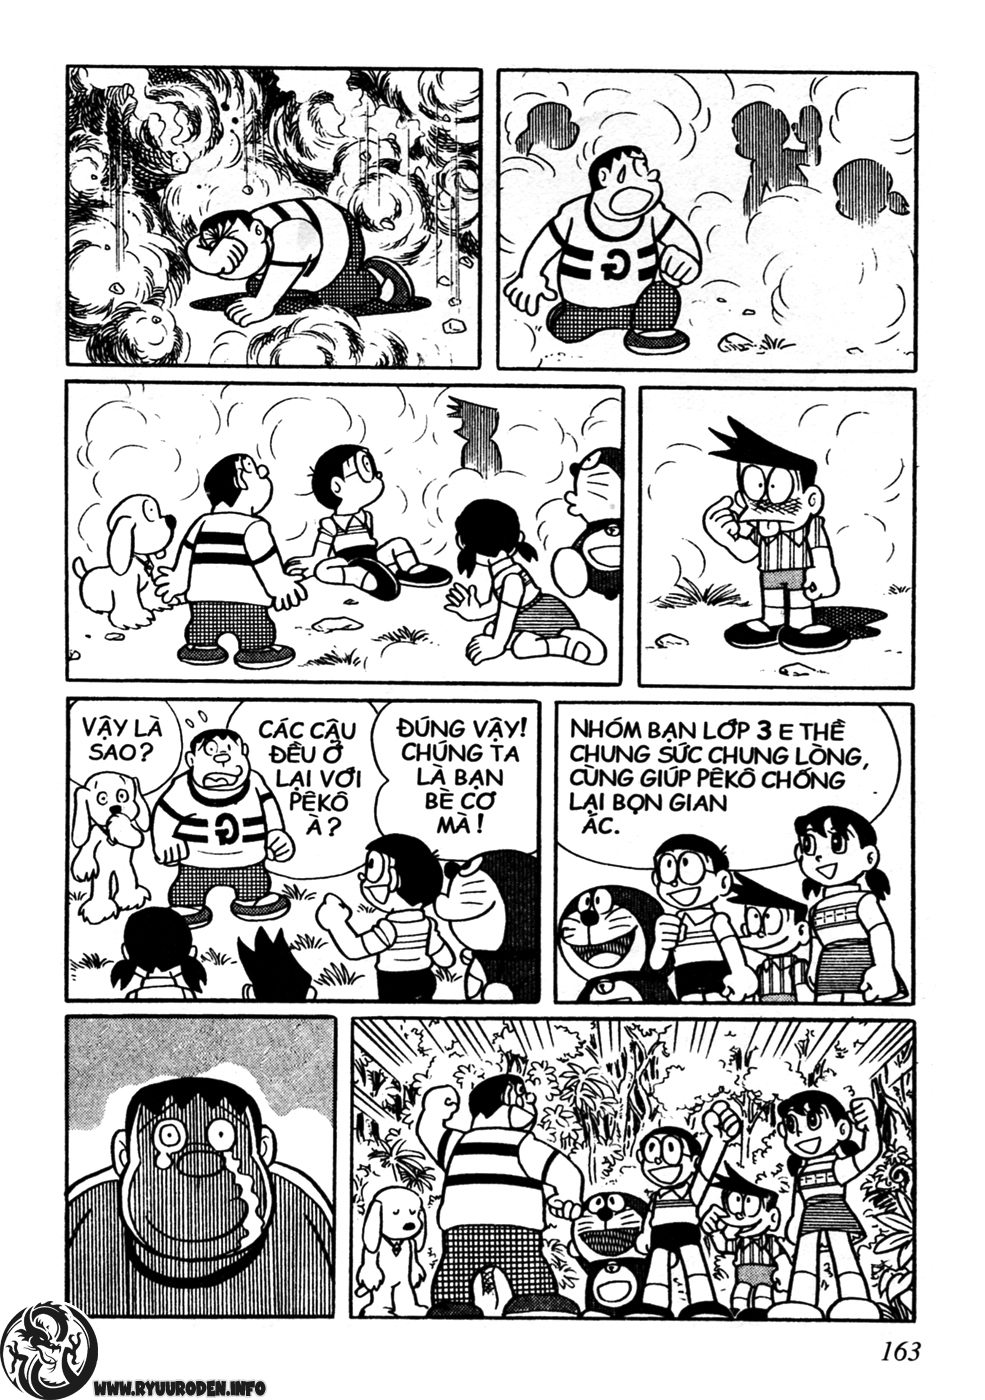 G
VẬY LÀ
SAO?
CÁC CẬU
ĐỀU Ở
LẠI VỚI
PÊKÔ
À?
ĐÚNG VẬY!
CHÚNG TA
LÀ BẠN
BÈ CƠ
MÀ!
G
NHÓM BẠN LỚP 3 E THỀ
CHUNG SỨC CHUNG LÒNG,
CÙNG GIÚP PÊKÔ CHỐNG
LẠI BỌN GIAN
ÁC.
163
WWW.RYUURODEN.INFO